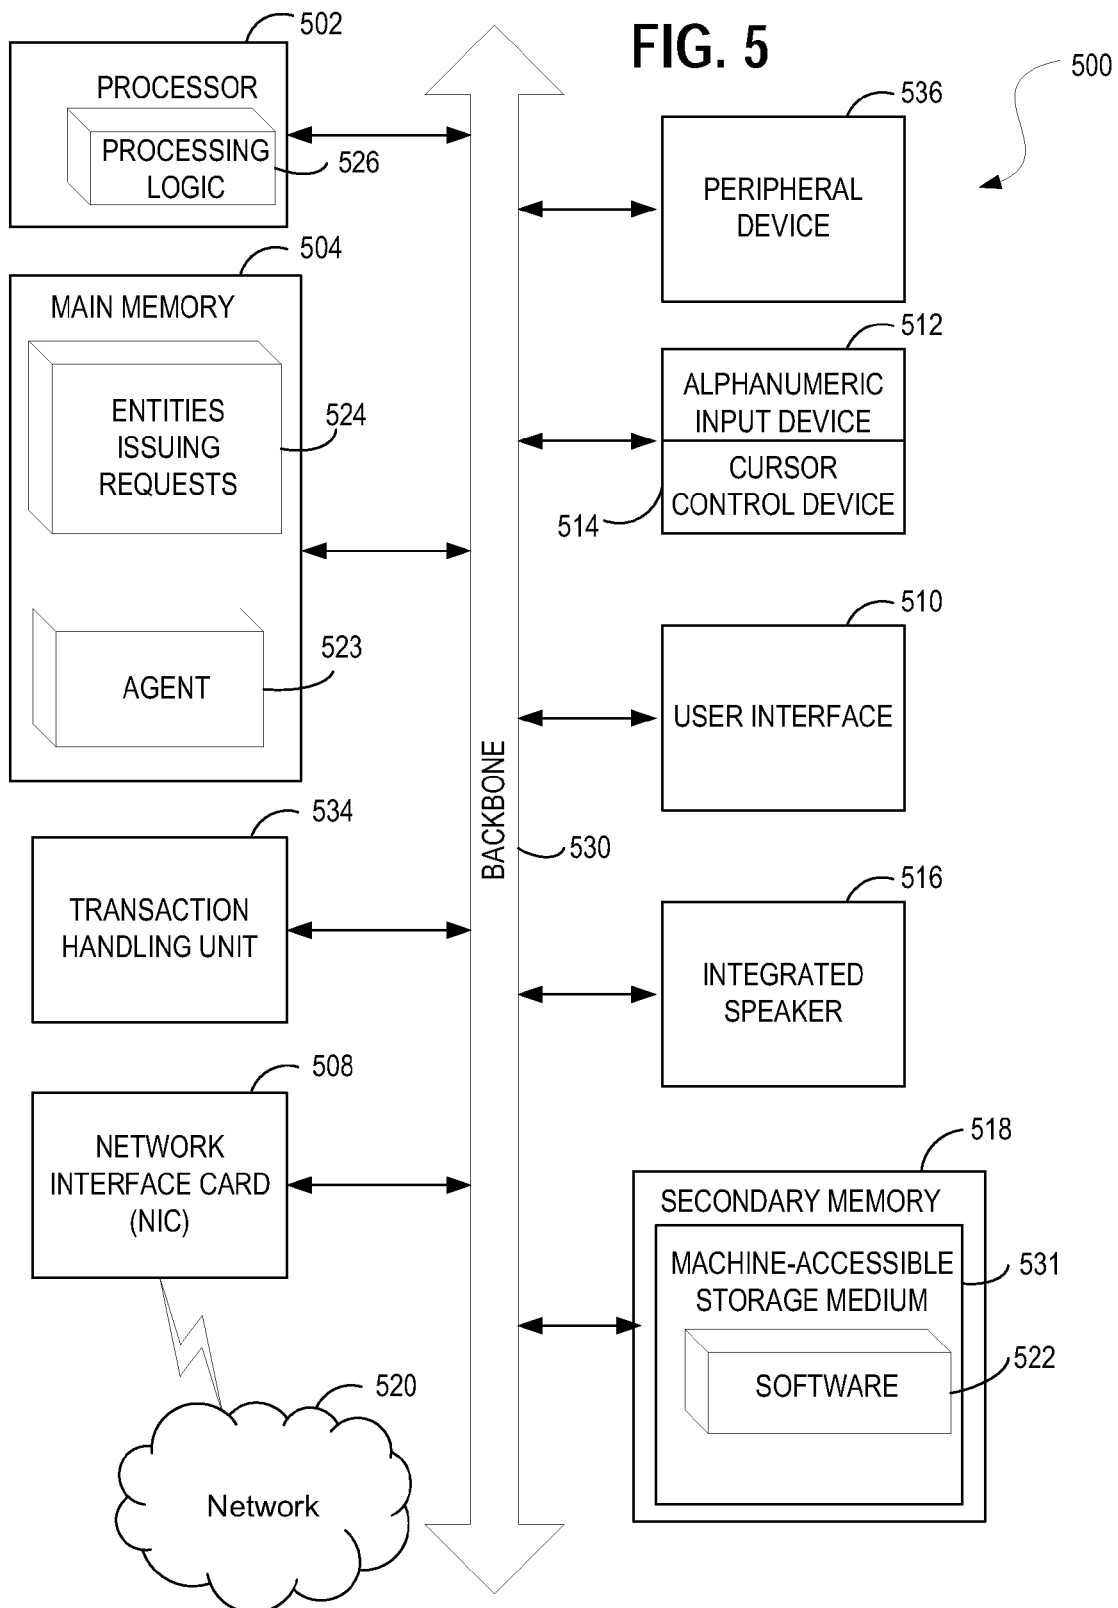 FIG. 5
500
502
PROCESSOR
PROCESSING
LOGIC
526
504
MAIN MEMORY
ENTITIES
ISSUING
REQUESTS
524
AGENT
523
534
TRANSACTION
HANDLING UNIT
508
NETWORK
INTERFACE CARD
(NIC)
520
Network
BACKBONE
530
536
PERIPHERAL
DEVICE
512
ALPHANUMERIC
INPUT DEVICE
CURSOR
CONTROL DEVICE
514
510
USER INTERFACE
516
INTEGRATED
SPEAKER
518
SECONDARY MEMORY
MACHINE-ACCESSIBLE
STORAGE MEDIUM
531
SOFTWARE
522